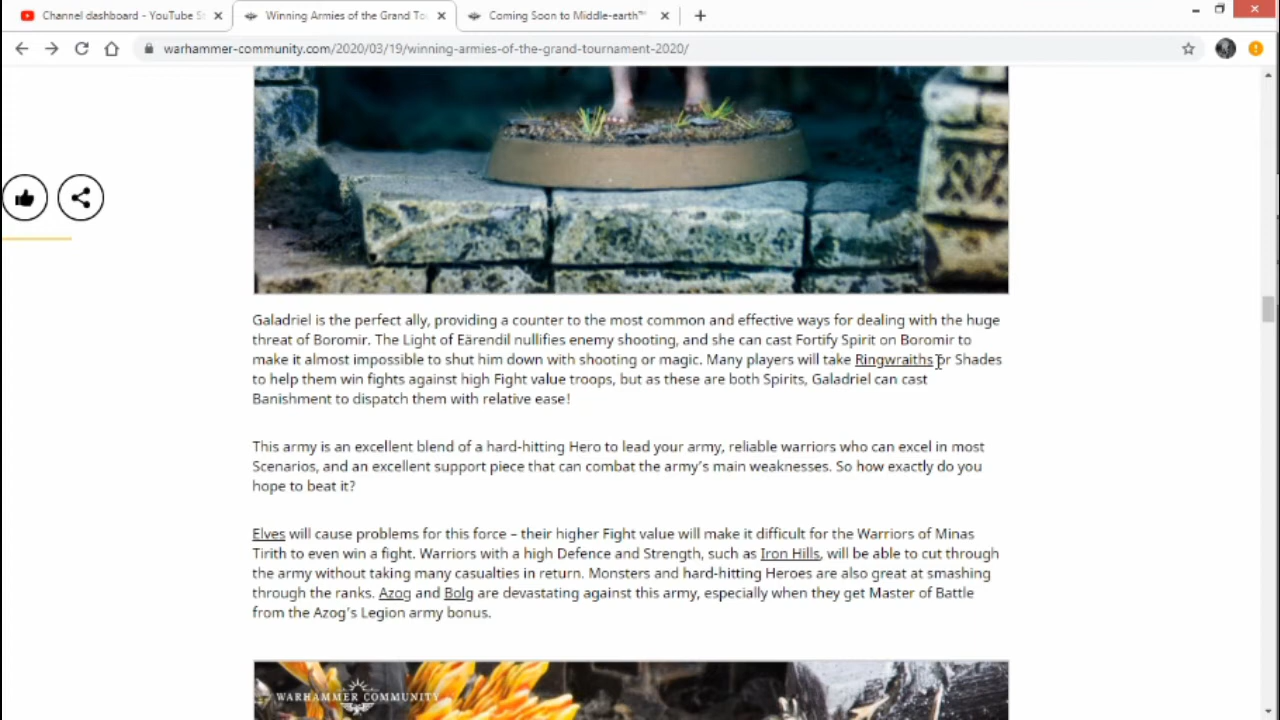 Channel dashboard - YouTube St
Winning Armies of the Grand To
Coming Soon to Middle-earth™
warhammer-community.com/2020/03/19/winning-armies-of-the-grand-tournament-2020/
Galadriel is the perfect ally, providing a counter to the most common and effective ways for dealing with the huge
threat of Boromir. The Light of Eärendil nullifies enemy shooting, and she can cast Fortify Spirit on Boromir to
make it almost impossible to shut him down with shooting or magic. Many players will take Ringwraiths or Shades
to help them win fights against high Fight value troops, but as these are both Spirits, Galadriel can cast
Banishment to dispatch them with relative ease!
This army is an excellent blend of a hard-hitting Hero to lead your army, reliable warriors who can excel in most
Scenarios, and an excellent support piece that can combat the army's main weaknesses. So how exactly do you
hope to beat it?
Elves will cause problems for this force – their higher Fight value will make it difficult for the Warriors of Minas
Tirith to even win a fight. Warriors with a high Defence and Strength, such as Iron Hills, will be able to cut through
the army without taking many casualties in return. Monsters and hard-hitting Heroes are also great at smashing
through the ranks. Azog and Bolg are devastating against this army, especially when they get Master of Battle
from the Azog's Legion army bonus.
WARHAMMER COMMUNITY